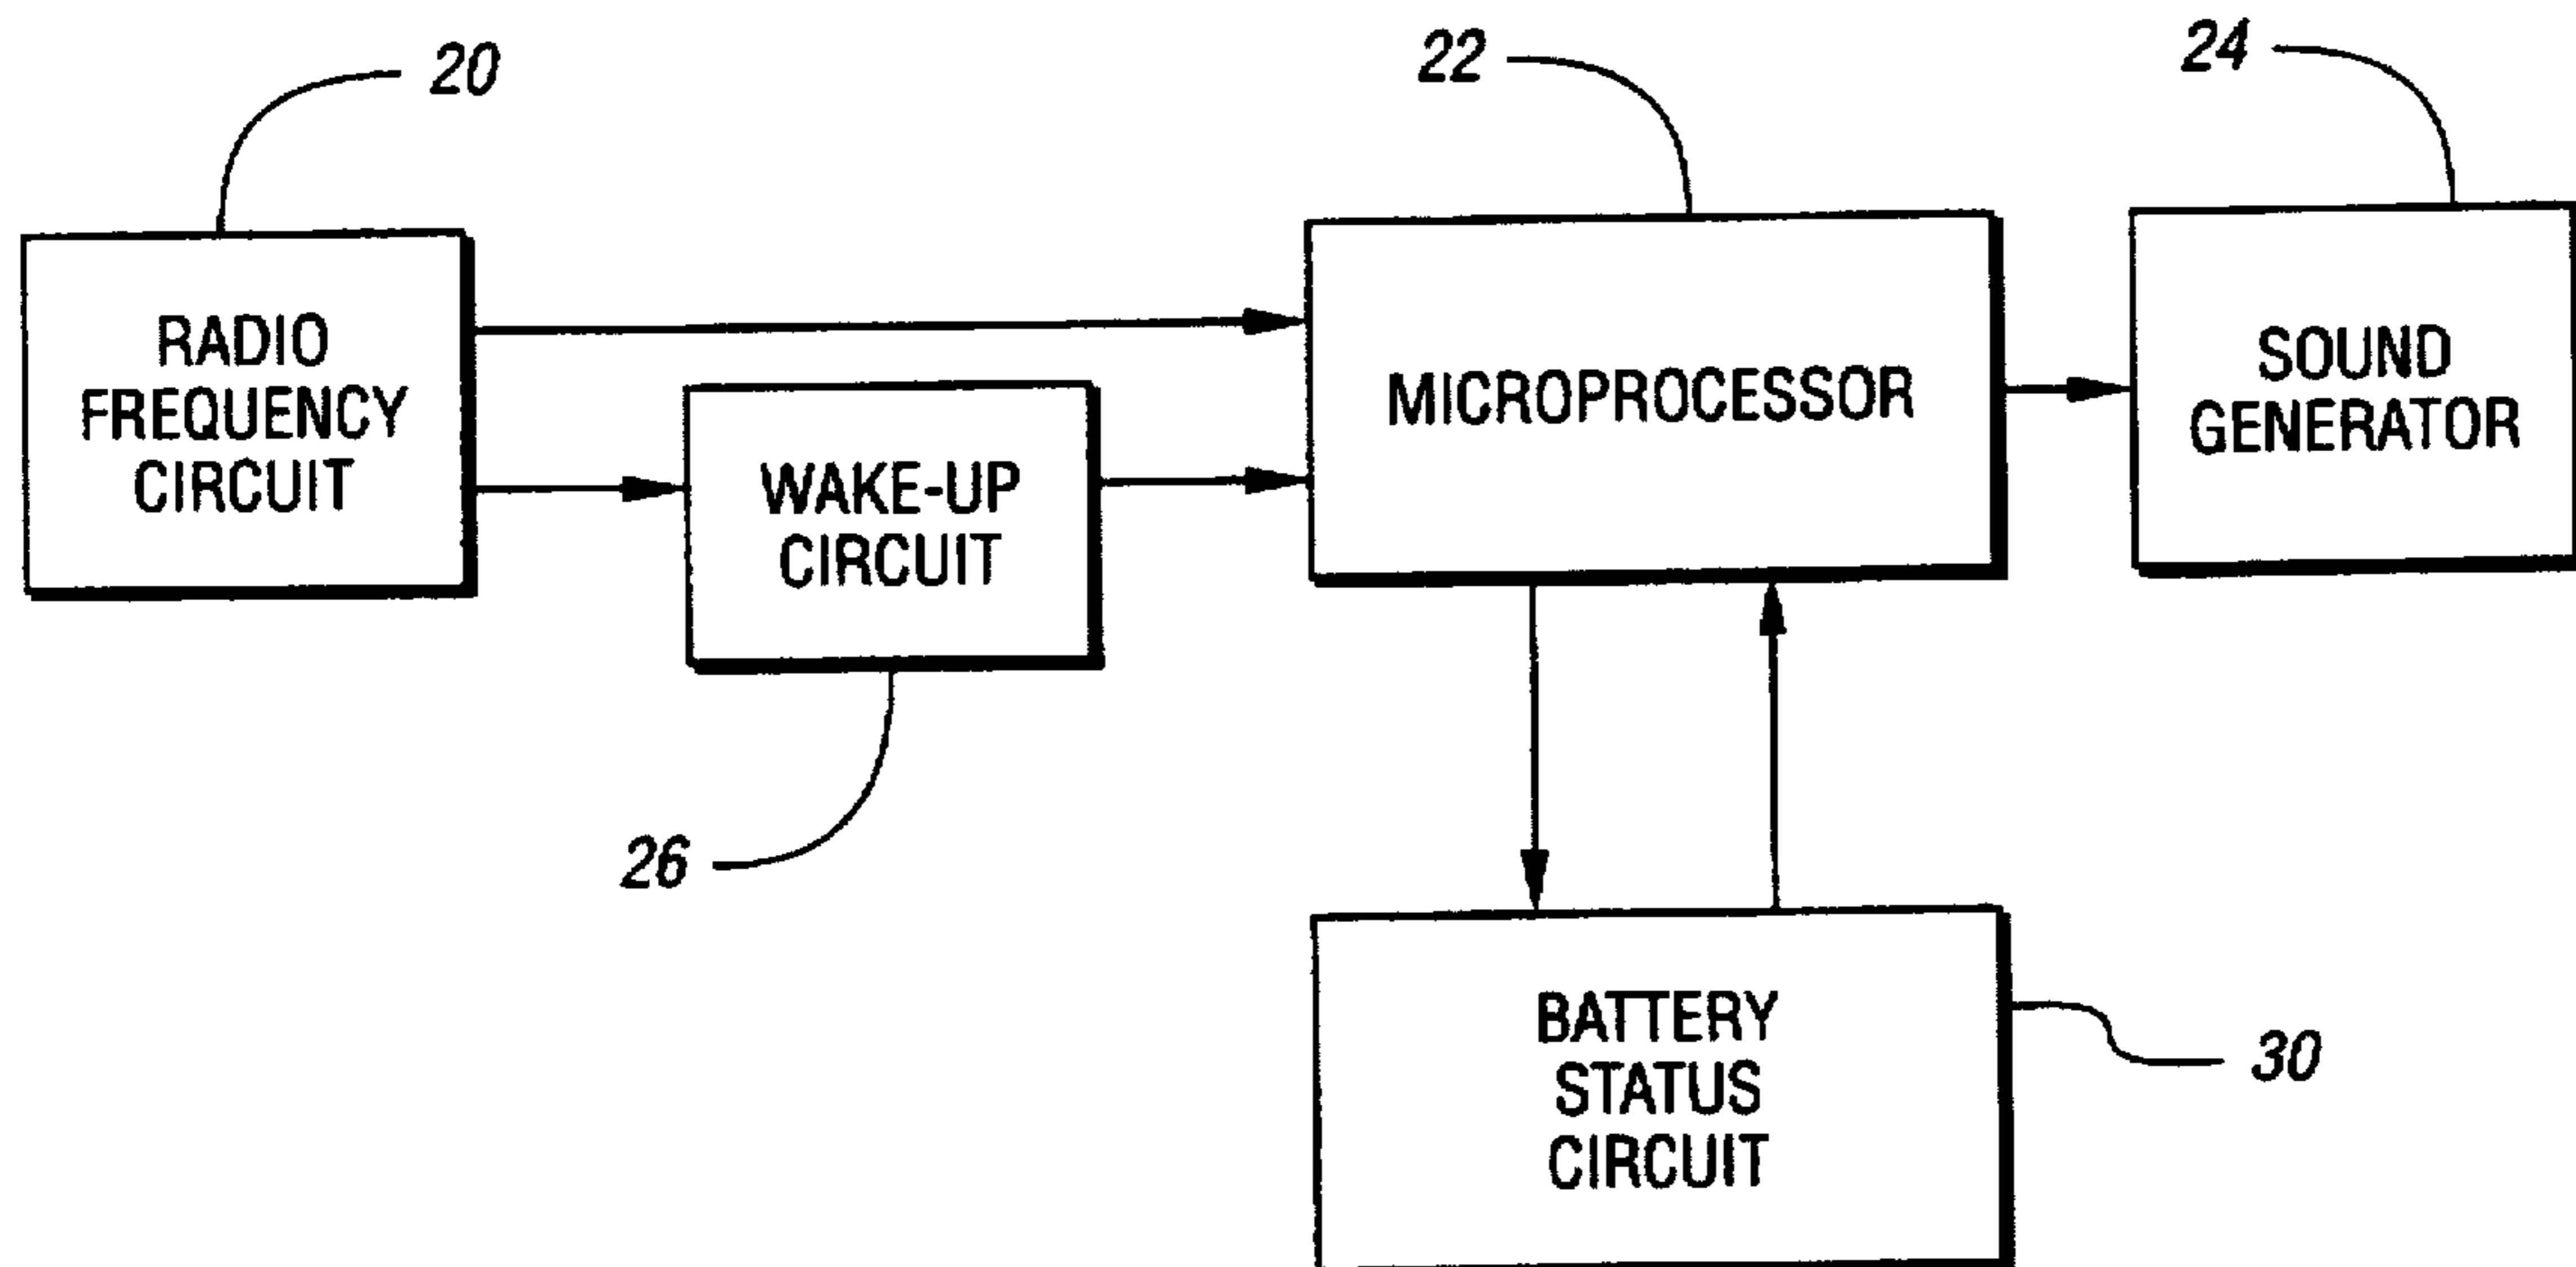 20
22
24
RADIO
FREQUENCY
CIRCUIT
WAKE-UP
CIRCUIT
MICROPROCESSOR
SOUND
GENERATOR
26
BATTERY
STATUS
CIRCUIT
30